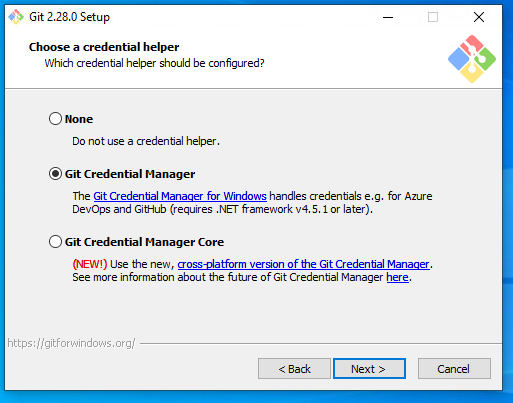 Git 2.28.0 Setup
Choose a credential helper
Which credential helper should be configured?
None
Do not use a credential helper.
Git Credential Manager
The Git Credential Manager for Windows handles credentials e.g. for Azure
DevOps and GitHub (requires .NET framework v4.5.1 or later).
Git Credential Manager Core
(NEW!) Use the new, cross-platform version of the Git Credential Manager.
See more information about the future of Git Credential Manager here.
https://gitforwindows.org/
< Back
Next >
Cancel